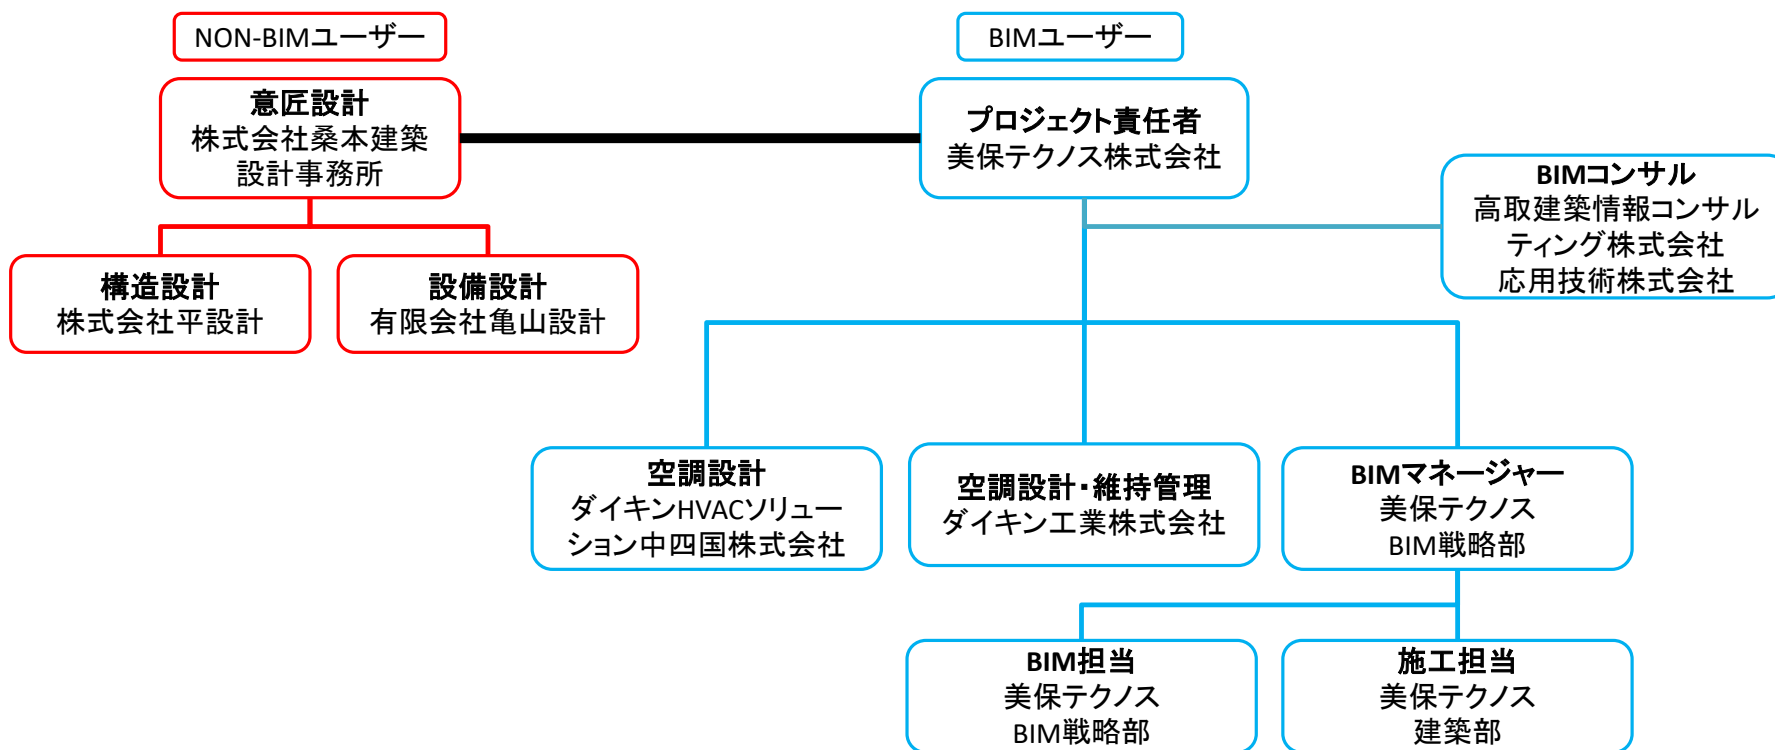 NON-BIMユーザー
BIMユーザー
意匠設計
株式会社桑本建築
設計事務所
プロジェクト責任者
美保テクノス株式会社
BIMコンサル
高取建築情報コンサル
ティング株式会社
応用技術株式会社
構造設計
株式会社平設計
設備設計
有限会社亀山設計
空調設計
ダイキンHVACソリュー
ション中四国株式会社
空調設計・維持管理
ダイキン工業株式会社
BIMマネージャー
美保テクノス
BIM戦略部
BIM担当
美保テクノス
BIM戦略部
施工担当
美保テクノス
建築部